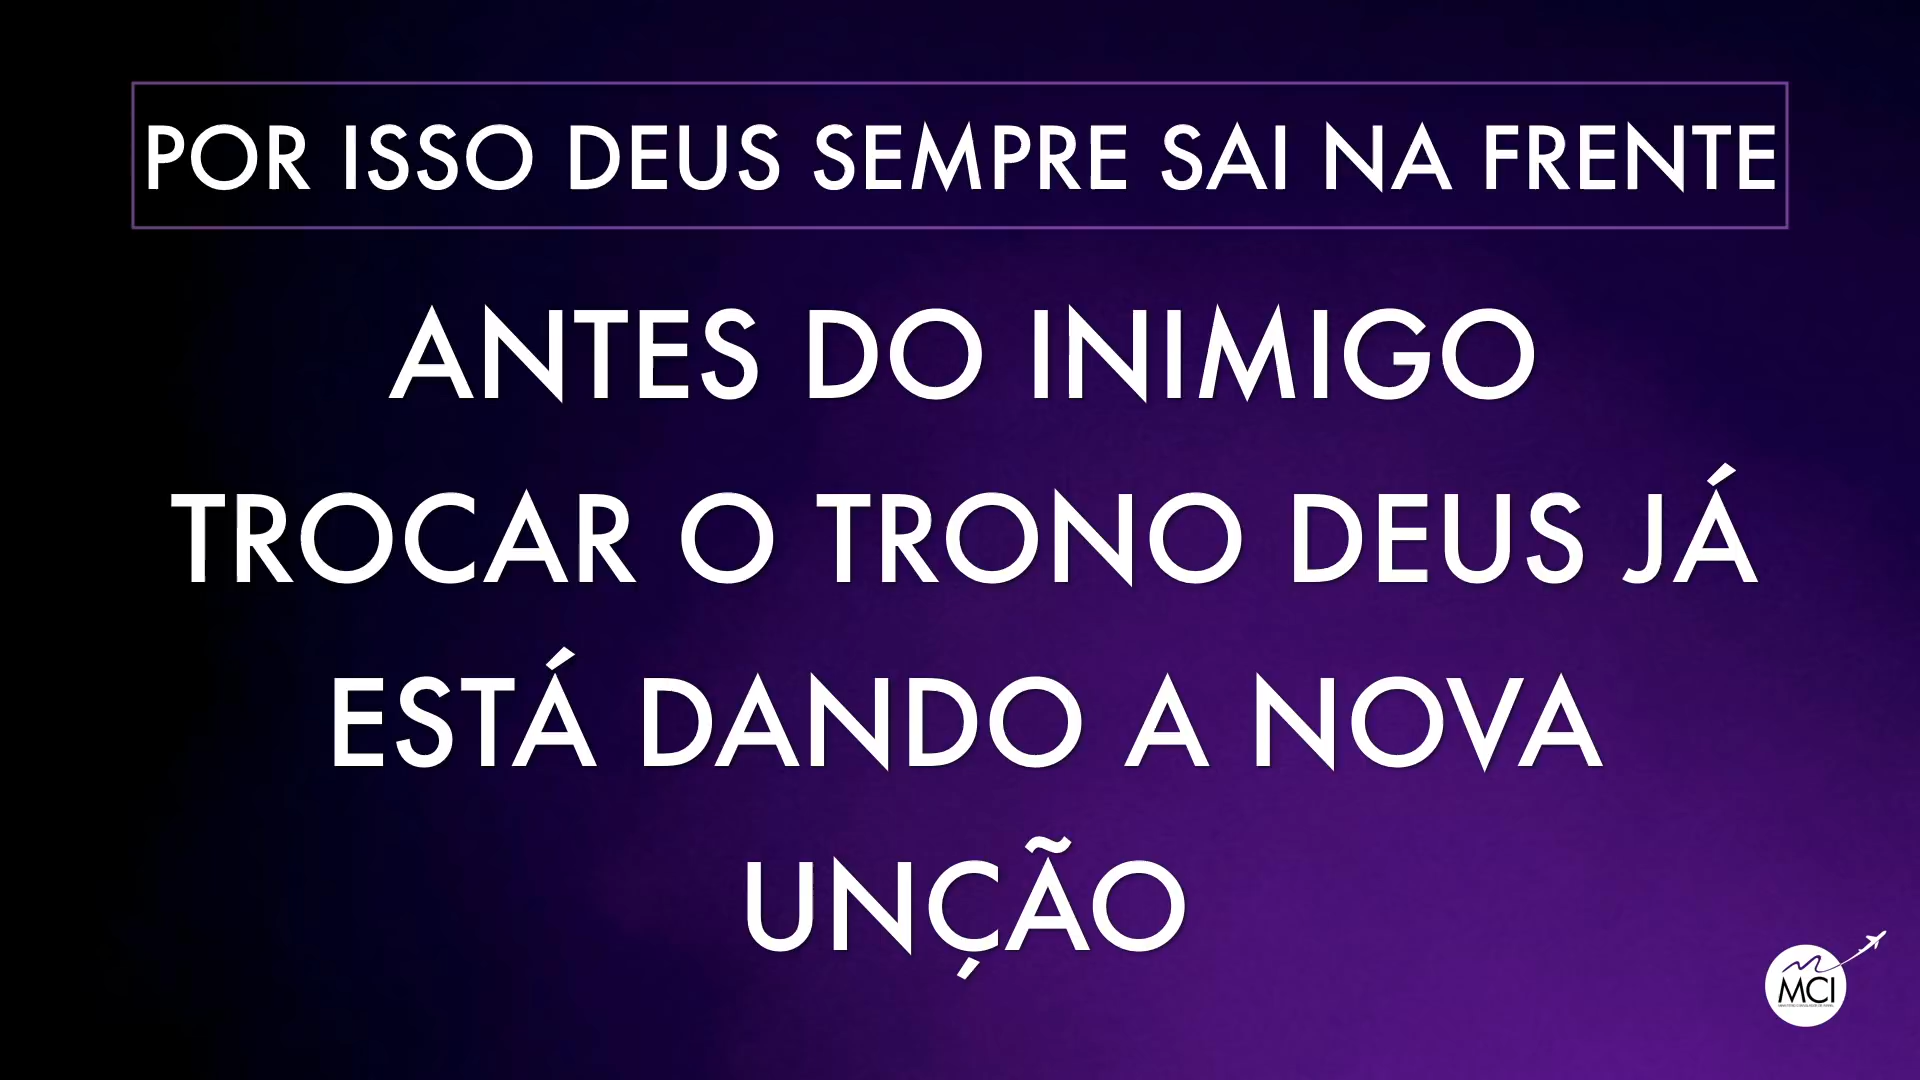 POR ISSO DEUS SEMPRE SAI NA FRENTE
ANTES DO INIMIGO
TROCAR O TRONO DEUS JÁ
ESTÁ DANDO A NOVA
UNÇÃO
MCI